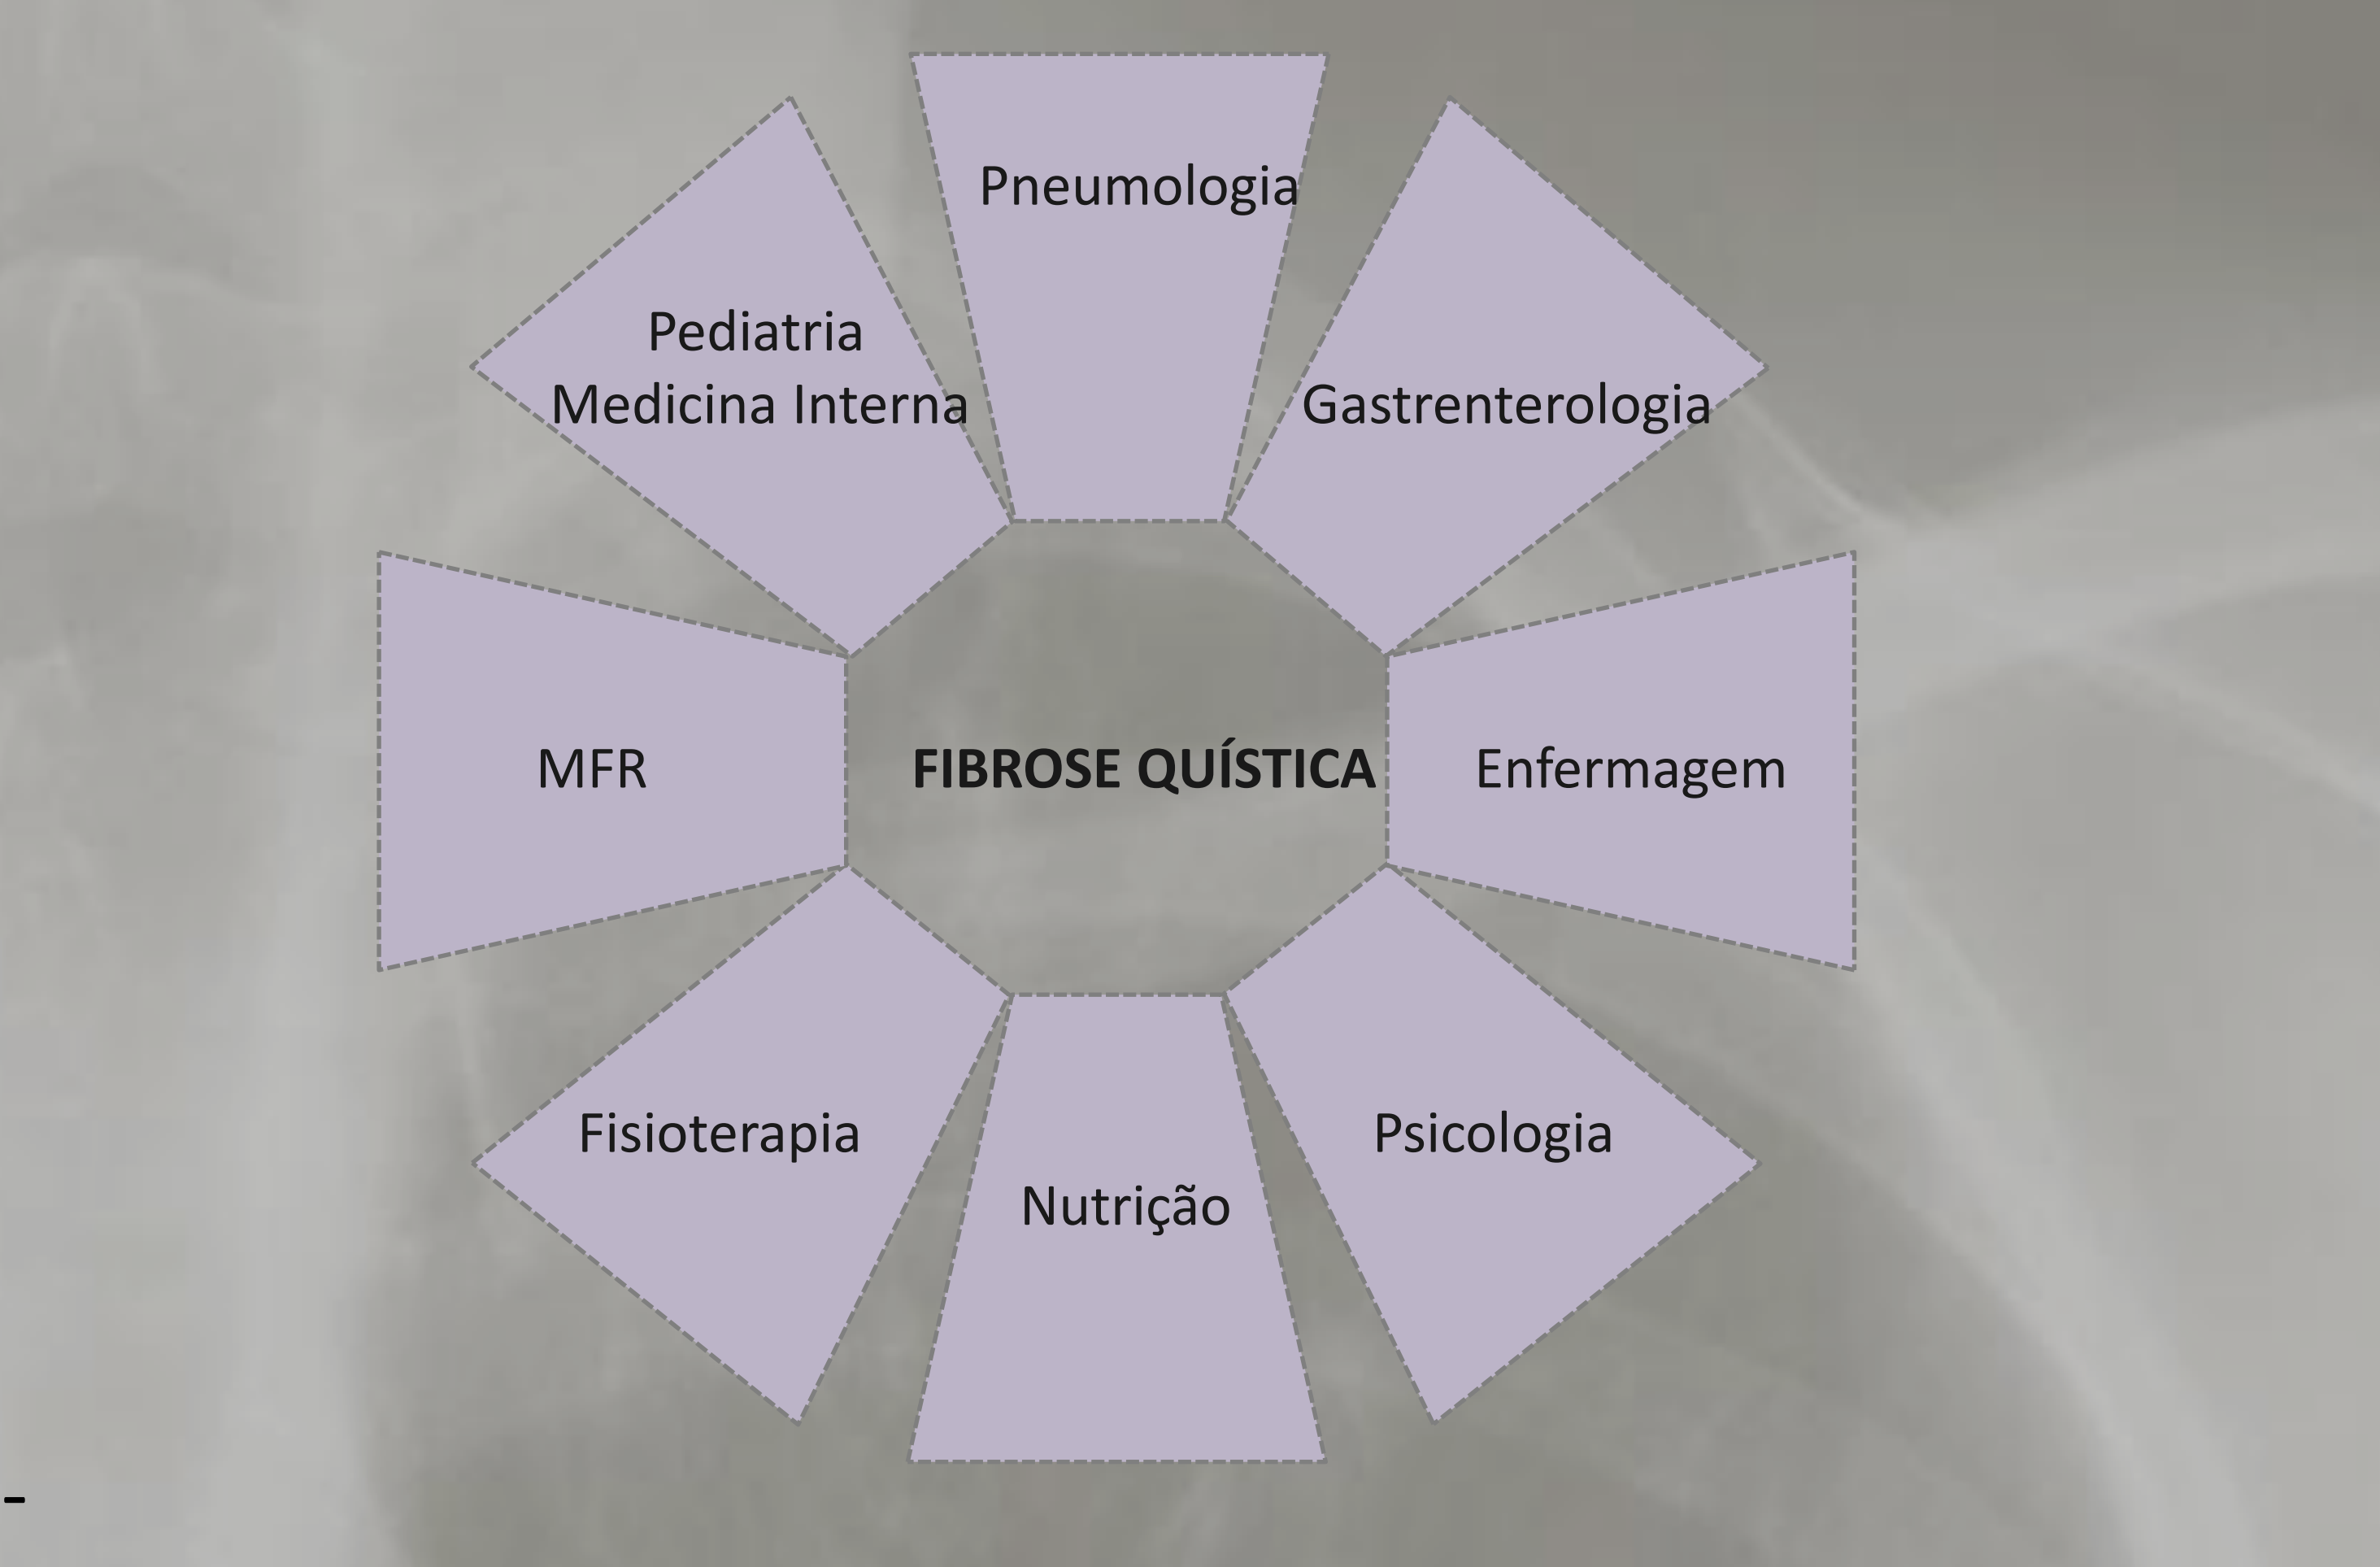 Pneumologia
Pediatria
Medicina Interna
Gastrenterologia
MFR
FIBROSE QUÍSTICA
Enfermagem
Fisioterapia
Psicologia
Nutrição
-